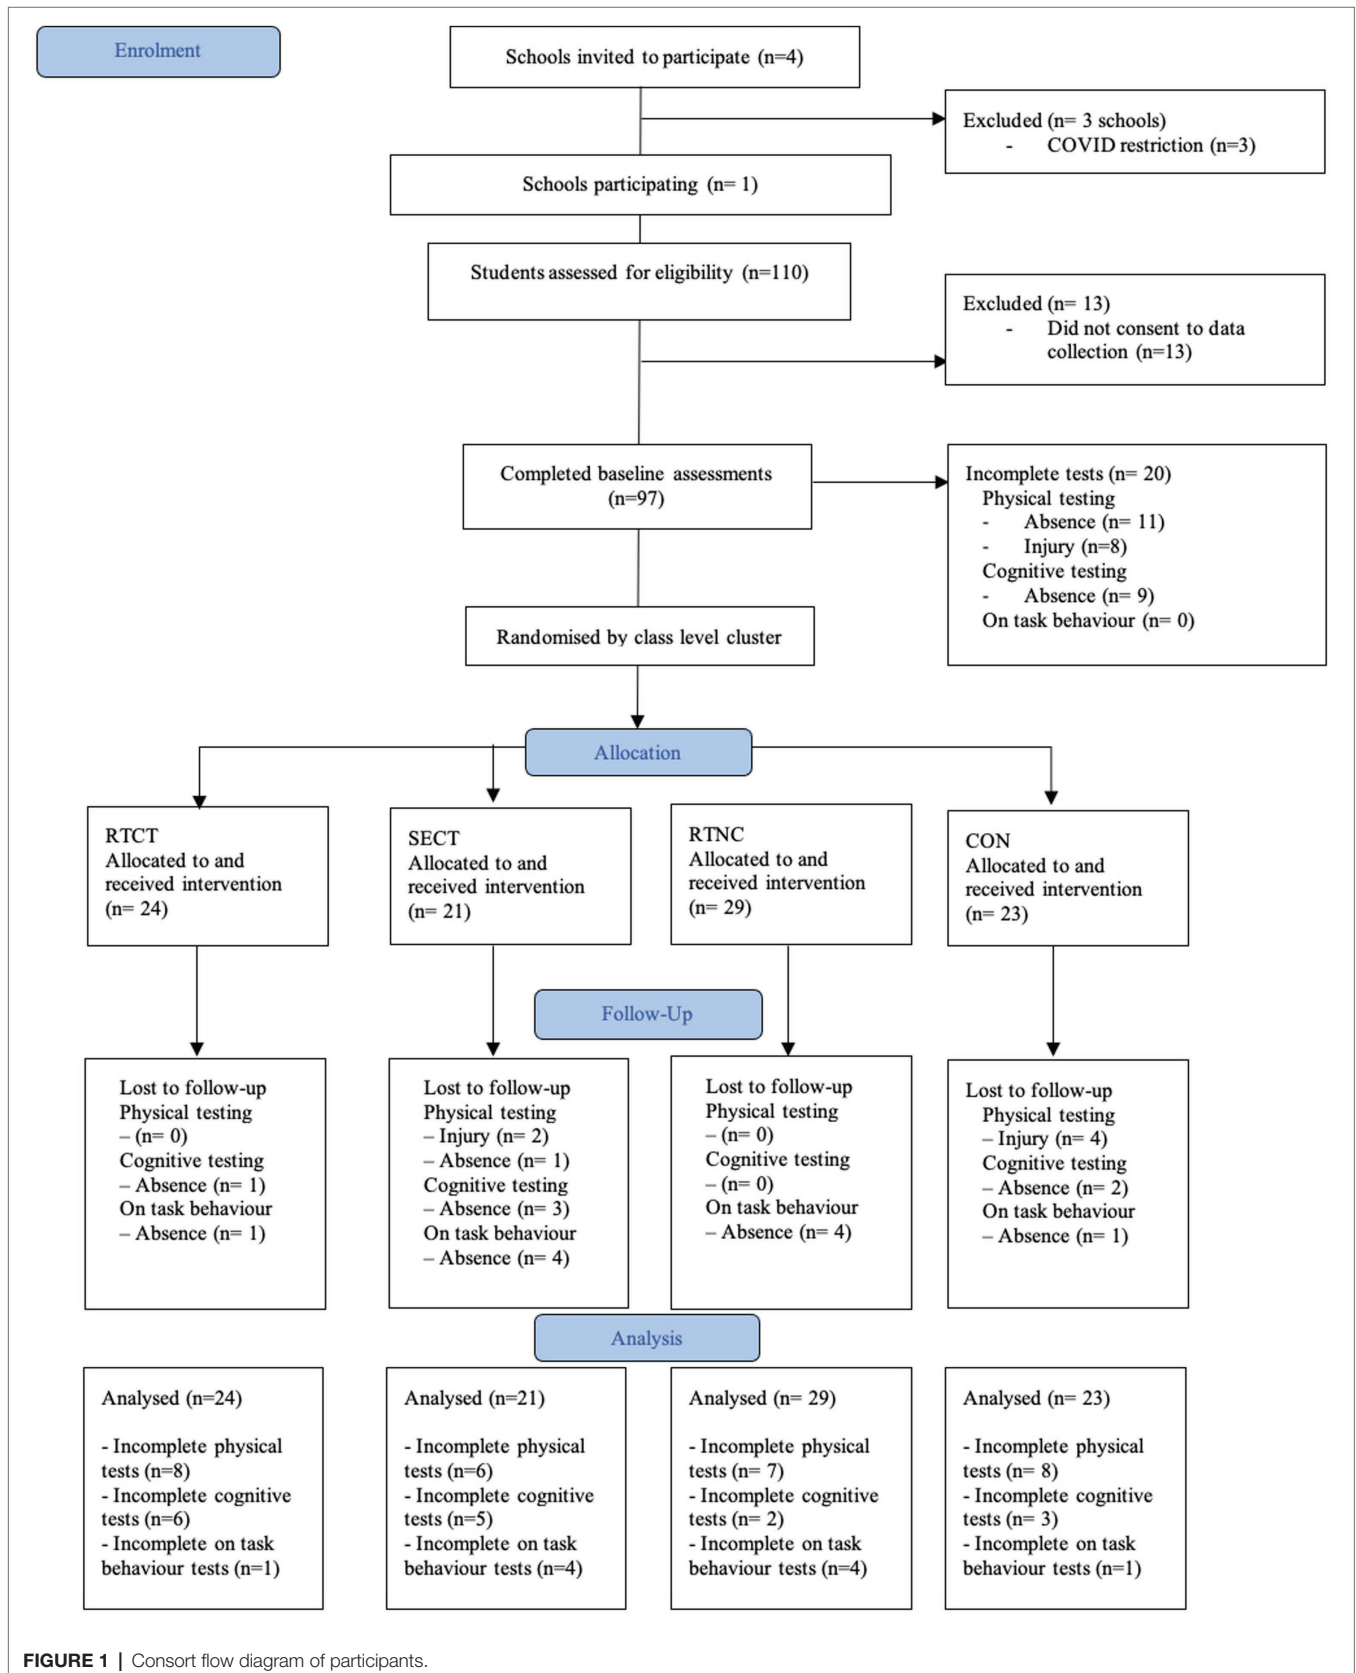 Enrolment
Schools invited to participate (n=4)
Excluded (n= 3 schools)
- COVID restriction (n=3)
Schools participating (n= 1)
Students assessed for eligibility (n=110)
Excluded (n= 13)
- Did not consent to data
collection (n=13)
Completed baseline assessments
(n=97)
Incomplete tests (n= 20)
Physical testing
- Absence (n= 11)
- Injury (n=8)
Cognitive testing
- Absence (n= 9)
On task behaviour (n= 0)
Randomised by class level cluster
Allocation
RTCT
Allocated to and
received intervention
(n= 24)
SECT
Allocated to and
received intervention
(n= 21)
RTNC
Allocated to and
received intervention
(n= 29)
CON
Allocated to and
received intervention
(n= 23)
Follow-Up
Lost to follow-up
Physical testing
– (n= 0)
Cognitive testing
– Absence (n= 1)
On task behaviour
– Absence (n= 1)
Lost to follow-up
Physical testing
– Injury (n= 2)
– Absence (n= 1)
Cognitive testing
– Absence (n= 3)
On task behaviour
– Absence (n= 4)
Lost to follow-up
Physical testing
– (n= 0)
Cognitive testing
– (n= 0)
On task behaviour
– Absence (n= 4)
Lost to follow-up
Physical testing
– Injury (n= 4)
Cognitive testing
– Absence (n= 2)
On task behaviour
– Absence (n= 1)
Analysis
Analysed (n=24)
- Incomplete physical
tests (n=8)
- Incomplete cognitive
tests (n=6)
- Incomplete on task
behaviour tests (n=1)
Analysed (n=21)
- Incomplete physical
tests (n=6)
- Incomplete cognitive
tests (n=5)
- Incomplete on task
behaviour tests (n=4)
Analysed (n= 29)
- Incomplete physical
tests (n= 7)
- Incomplete cognitive
tests (n= 2)
- Incomplete on task
behaviour tests (n=4)
Analysed (n= 23)
- Incomplete physical
tests (n= 8)
- Incomplete cognitive
tests (n= 3)
- Incomplete on task
behaviour tests (n=1)
FIGURE 1 | Consort flow diagram of participants.